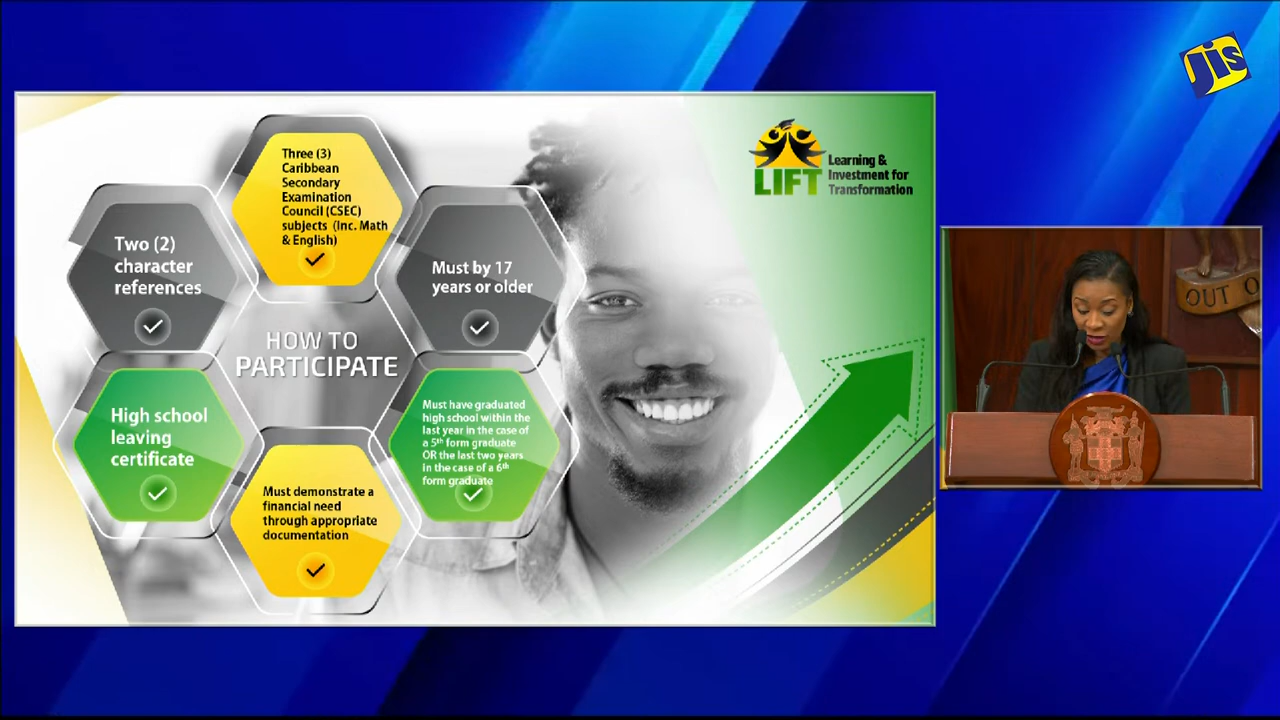 Jis
Three (3)
Caribbean
Secondary
Examination
Council (CSEC)
subjects (Inc. Math
& English)
Two (2)
character
references
Must by 17
years or older
HOW TO
PARTICIPATE
High school
leaving
certificate
Must have graduated
high school within the
last year in the case of
a 5th form graduate
OR the last two years
in the case of a 6th
form graduate
Must demonstrate a
financial need
through appropriate
documentation
LIFT
Learning &
Investment for
Transformation
OUT O